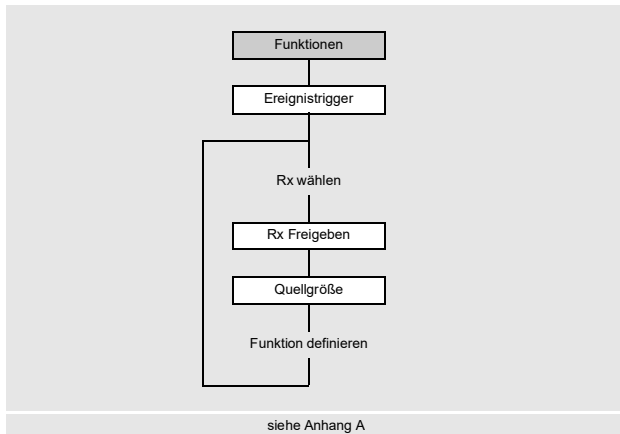 Funktionen
Ereignistrigger
Rx wählen
Rx Freigeben
Quellgröße
Funktion definieren
siehe Anhang A